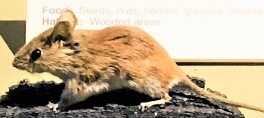 Food: Seeds, nuts, berries, grasses, insects
Habitat: Wooded areas